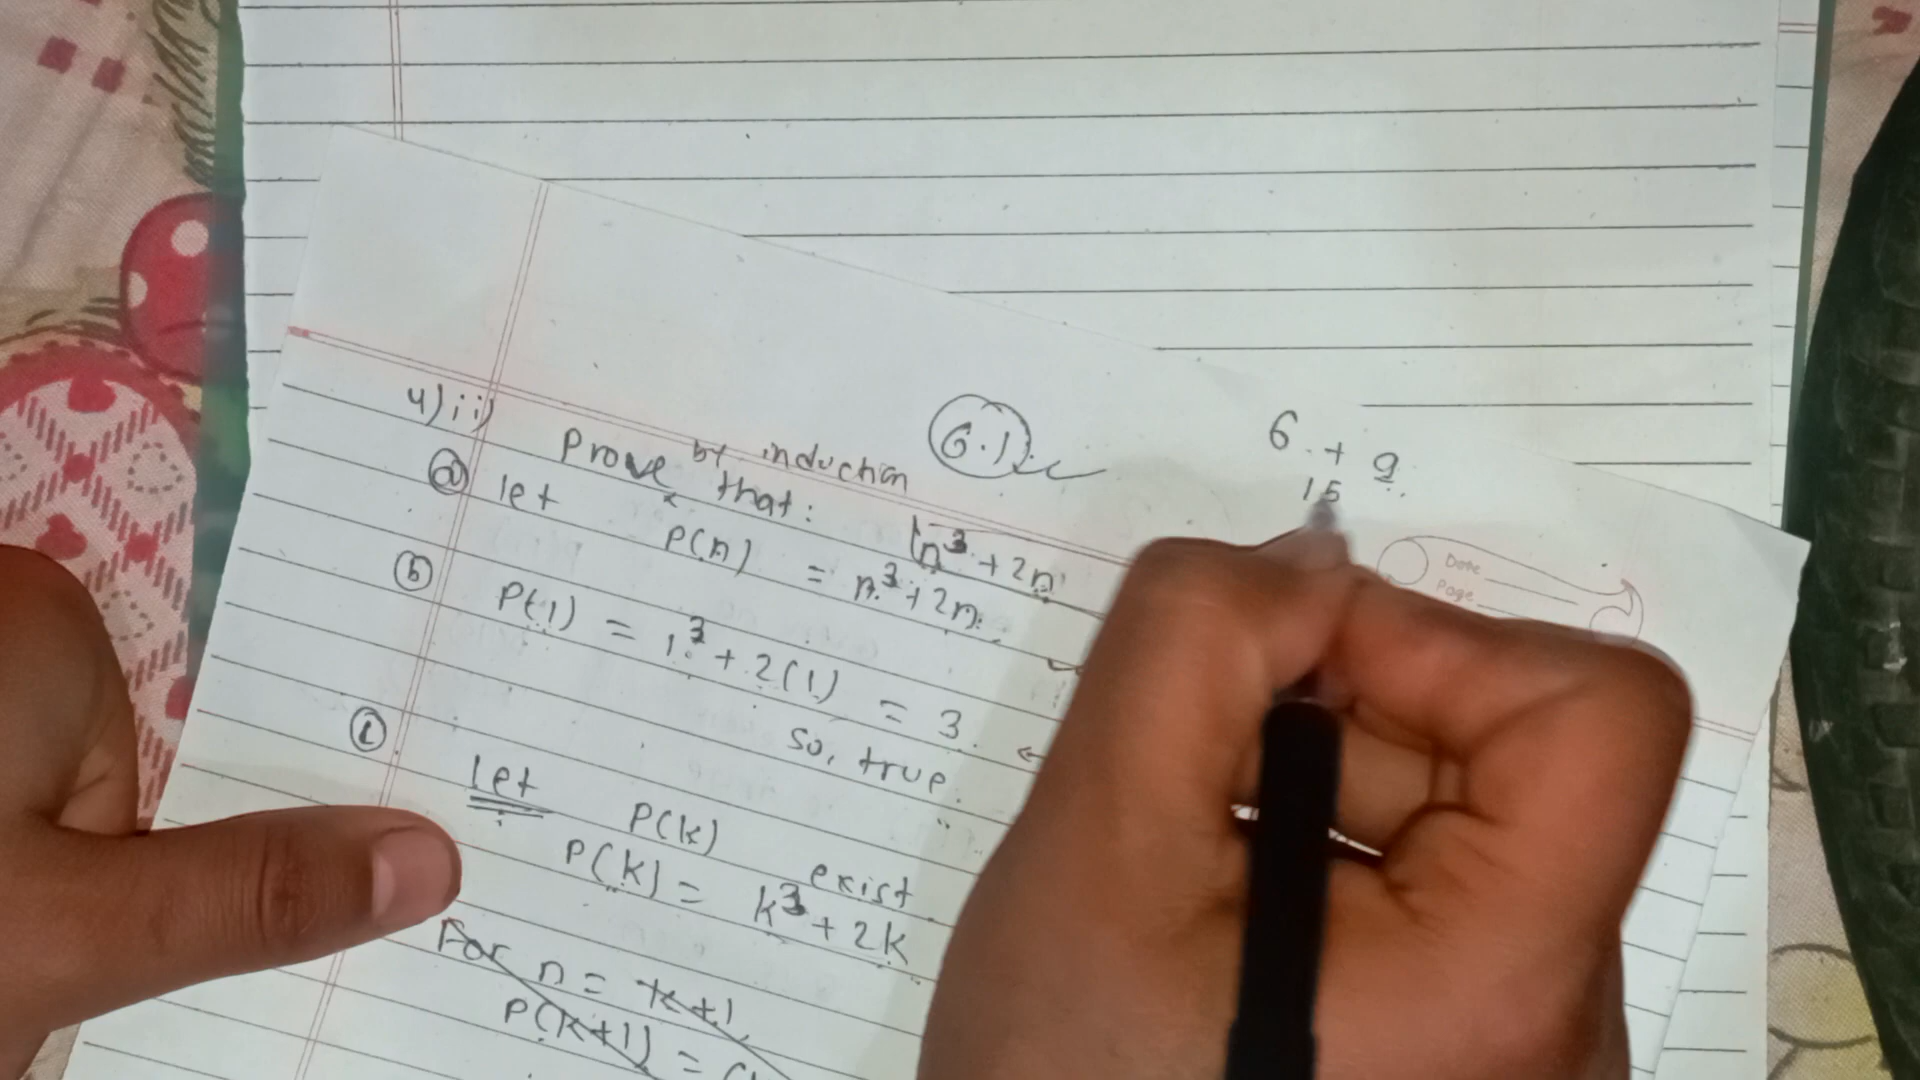 6.1
6 + 9
15
Date
Page
4) ii) Prove by induction that: n³ + 2n
ⓐ let P(n) = n³ + 2n
ⓑ P(1) = 1³ + 2(1) = 3.
so, true.
ⓒ let P(k) exist.
P(k) = k³ + 2k
For n = k+1,
P(k+1) =